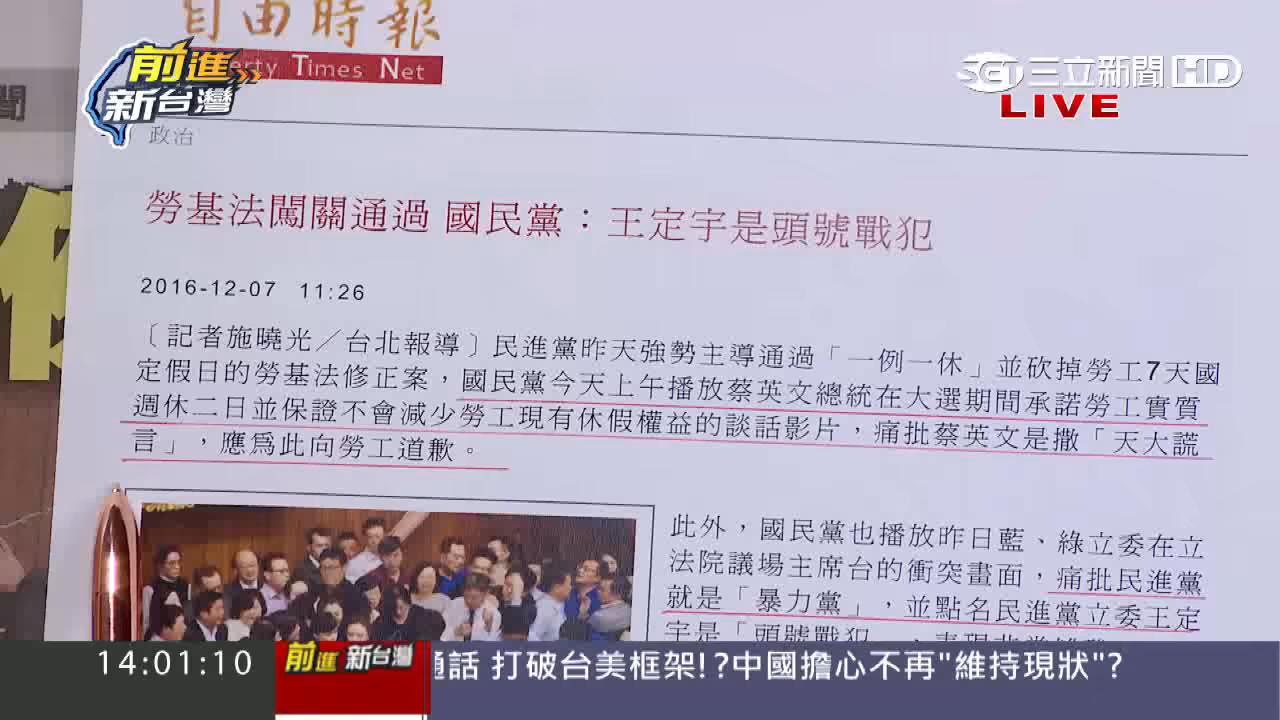 自由時報
erty Times Net
前進
新台灣
三立新聞HD
LIVE
聞
政治
勞基法闖關通過 國民黨：王定宇是頭號戰犯
2016-12-07 11:26
〔記者施曉光／台北報導〕民進黨昨天強勢主導通過「一例一休」並砍掉勞工7天國
定假日的勞基法修正案，國民黨今天上午播放蔡英文總統在大選期間承諾勞工實質
週休二日並保證不會減少勞工現有休假權益的談話影片，痛批蔡英文是撒「天大謊
言」，應為此向勞工道歉。
此外，國民黨也播放昨日藍、綠立委在立
法院議場主席台的衝突畫面，痛批民進黨
就是「暴力黨」，並點名民進黨立委王定
宇是「頭號戰犯
14:01:10
前進 新台灣
通話 打破台美框架!?中國擔心不再"維持現狀"?